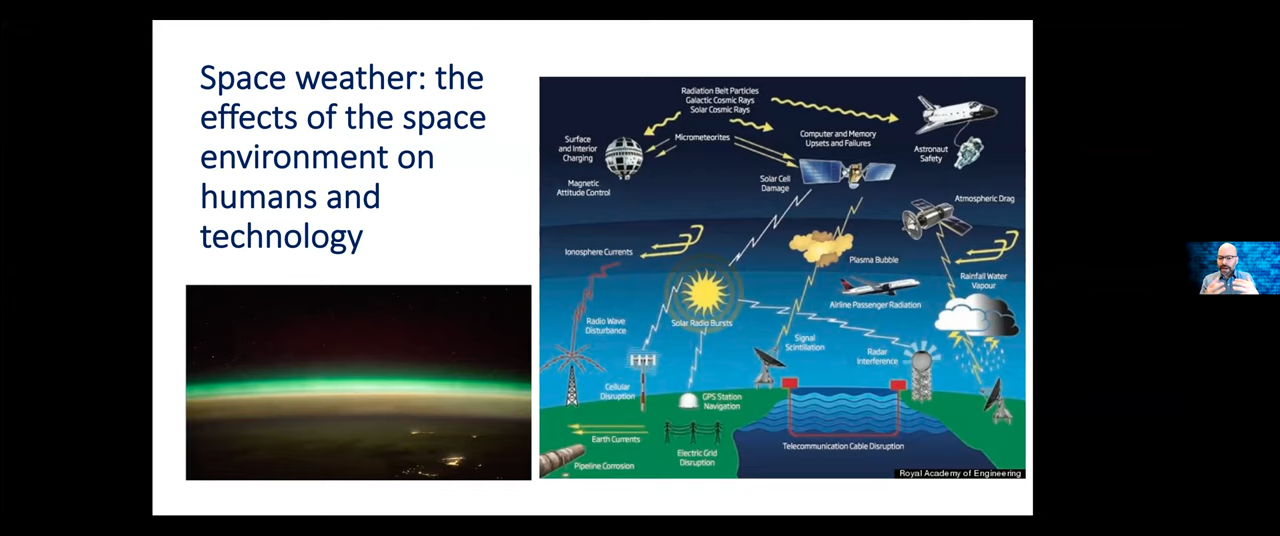 Space weather: the
effects of the space
environment on
humans and
technology
Radiation Belt Particles
Galactic Cosmic Rays
Solar Cosmic Rays
Micrometeorites
Computer and Memory
Upsets and Failures
Surface
and Interior
Charging
Astronaut
Safety
Magnetic
Attitude Control
Solar Cell
Damage
Atmospheric Drag
Ionosphere Currents
Plasma Bubble
Rainfall Water
Vapour
Airline Passenger Radiation
Radio Wave
Disturbance
Solar Radio Bursts
Signal
Scintillation
Radar
Interference
Cellular
Disruption
GPS Station
Navigation
Earth Currents
Telecommunication Cable Disruption
Electric Grid
Disruption
Pipeline Corrosion
Royal Academy of Engineering